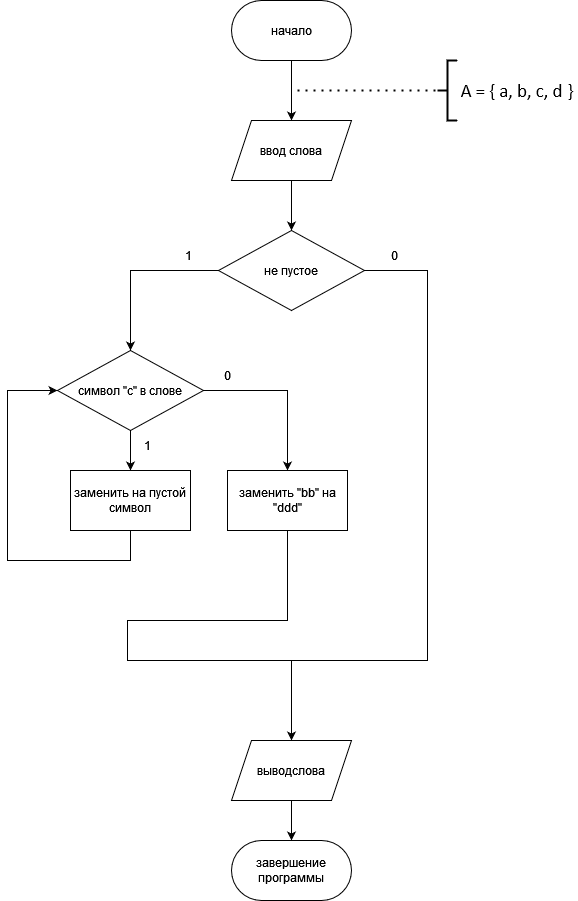 начало
A = { a, b, c, d }
ввод слова
1
0
не пустое
символ "c" в слове
0
1
заменить на пустой
символ
заменить "bb" на
"ddd"
выводслова
завершение
программы